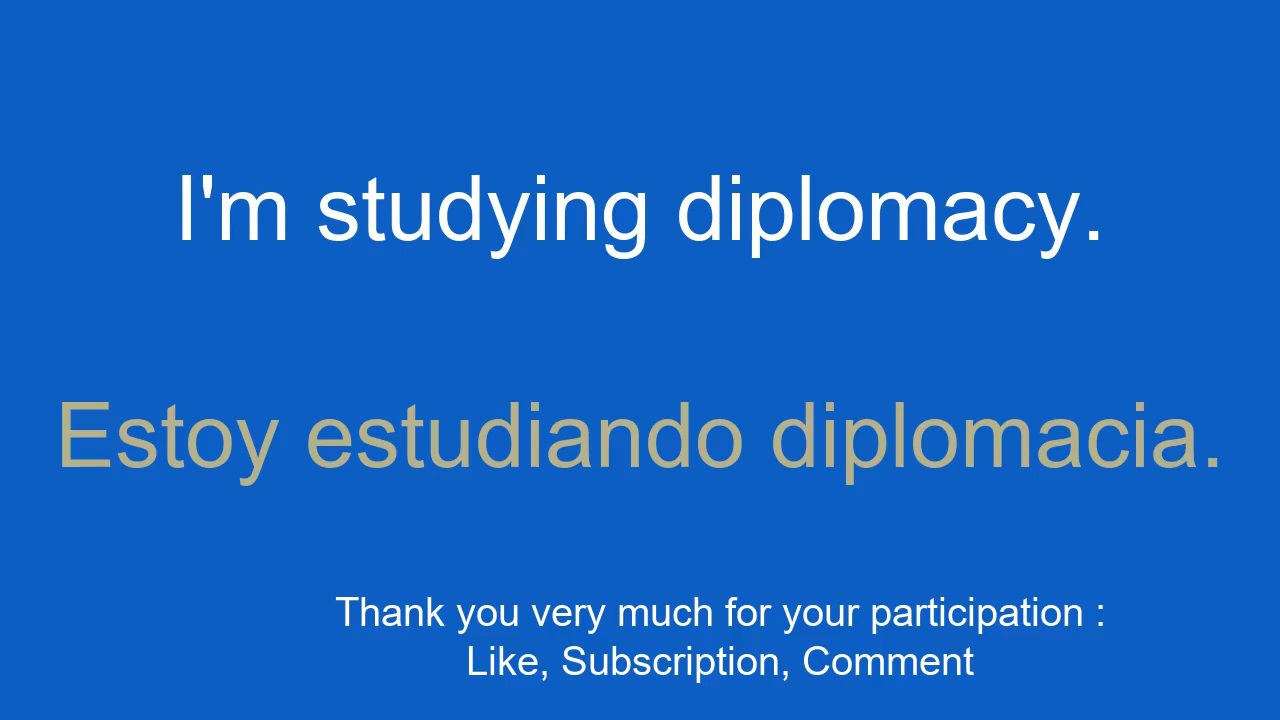 I'm studying diplomacy.
Estoy estudiando diplomacia.
Thank you very much for your participation :
Like, Subscription, Comment